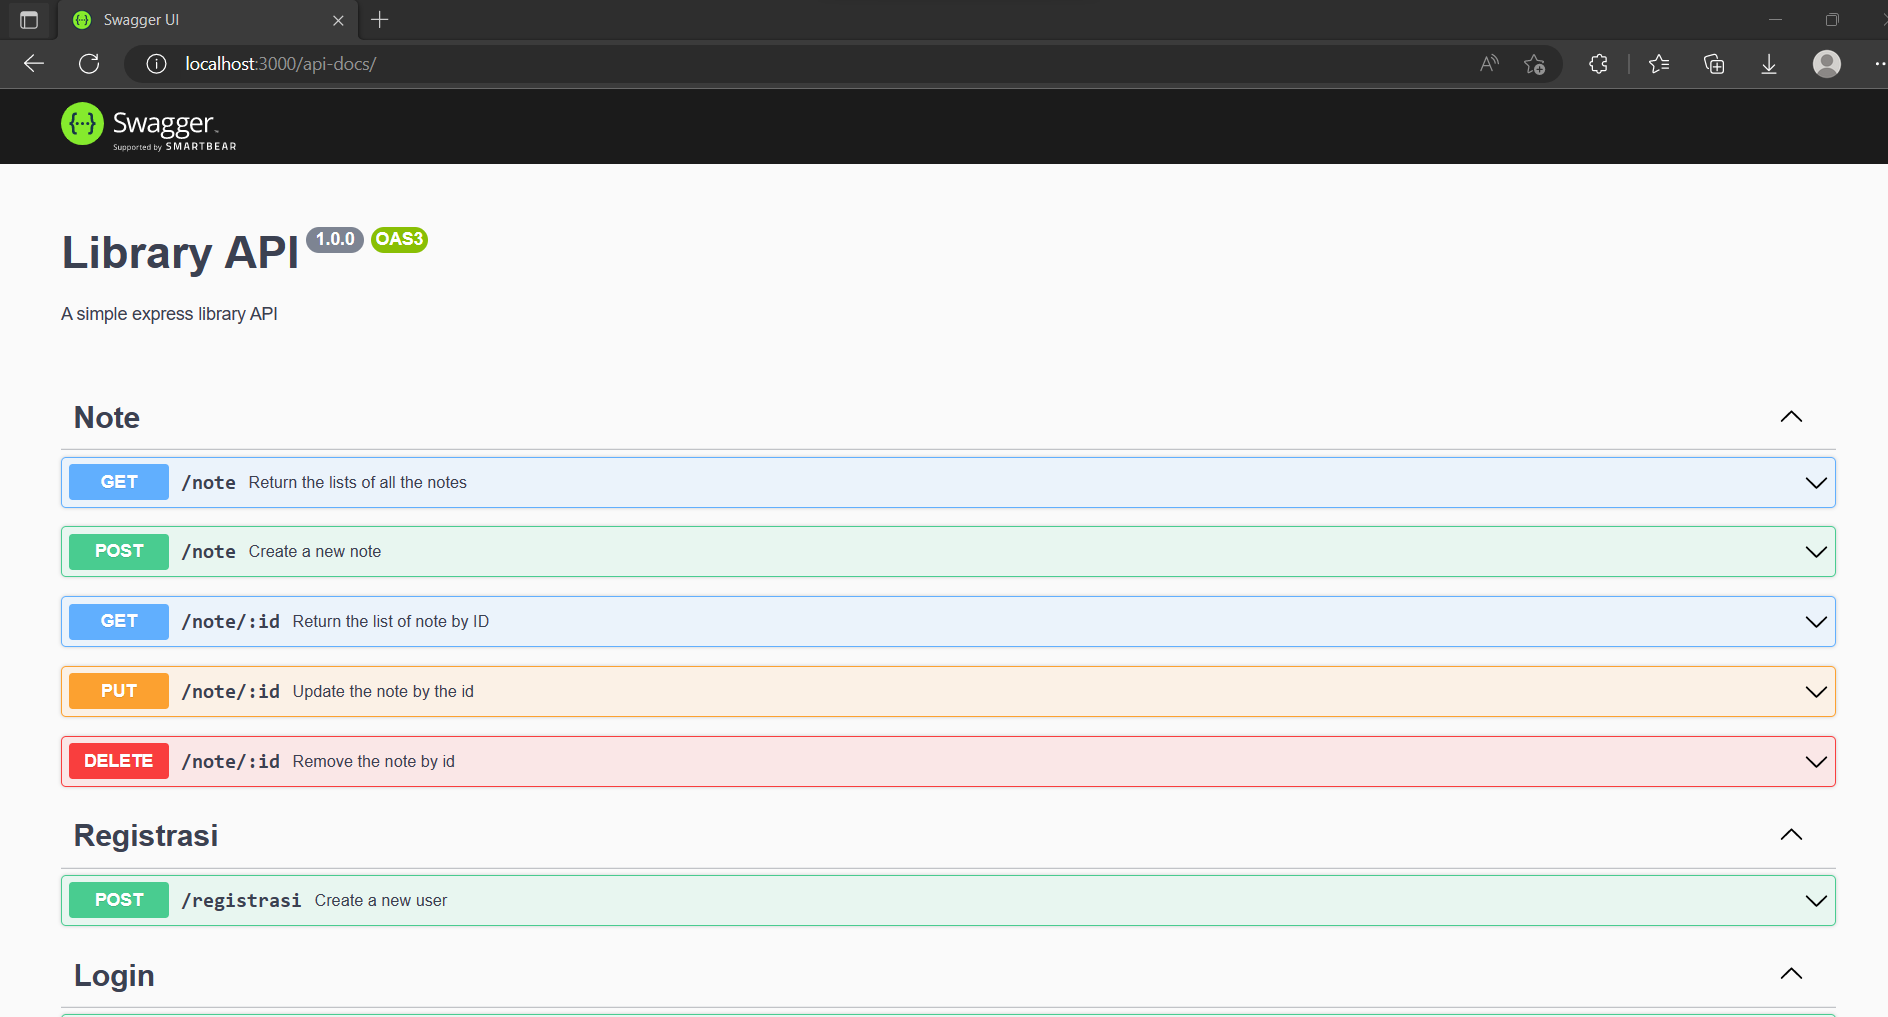 Swagger UI
localhost:3000/api-docs/
Swagger
Supported by SMARTBEAR
Library API 1.0.0 OAS3
A simple express library API
Note
GET /note Return the lists of all the notes
POST /note Create a new note
GET /note/:id Return the list of note by ID
PUT /note/:id Update the note by the id
DELETE /note/:id Remove the note by id
Registrasi
POST /registrasi Create a new user
Login